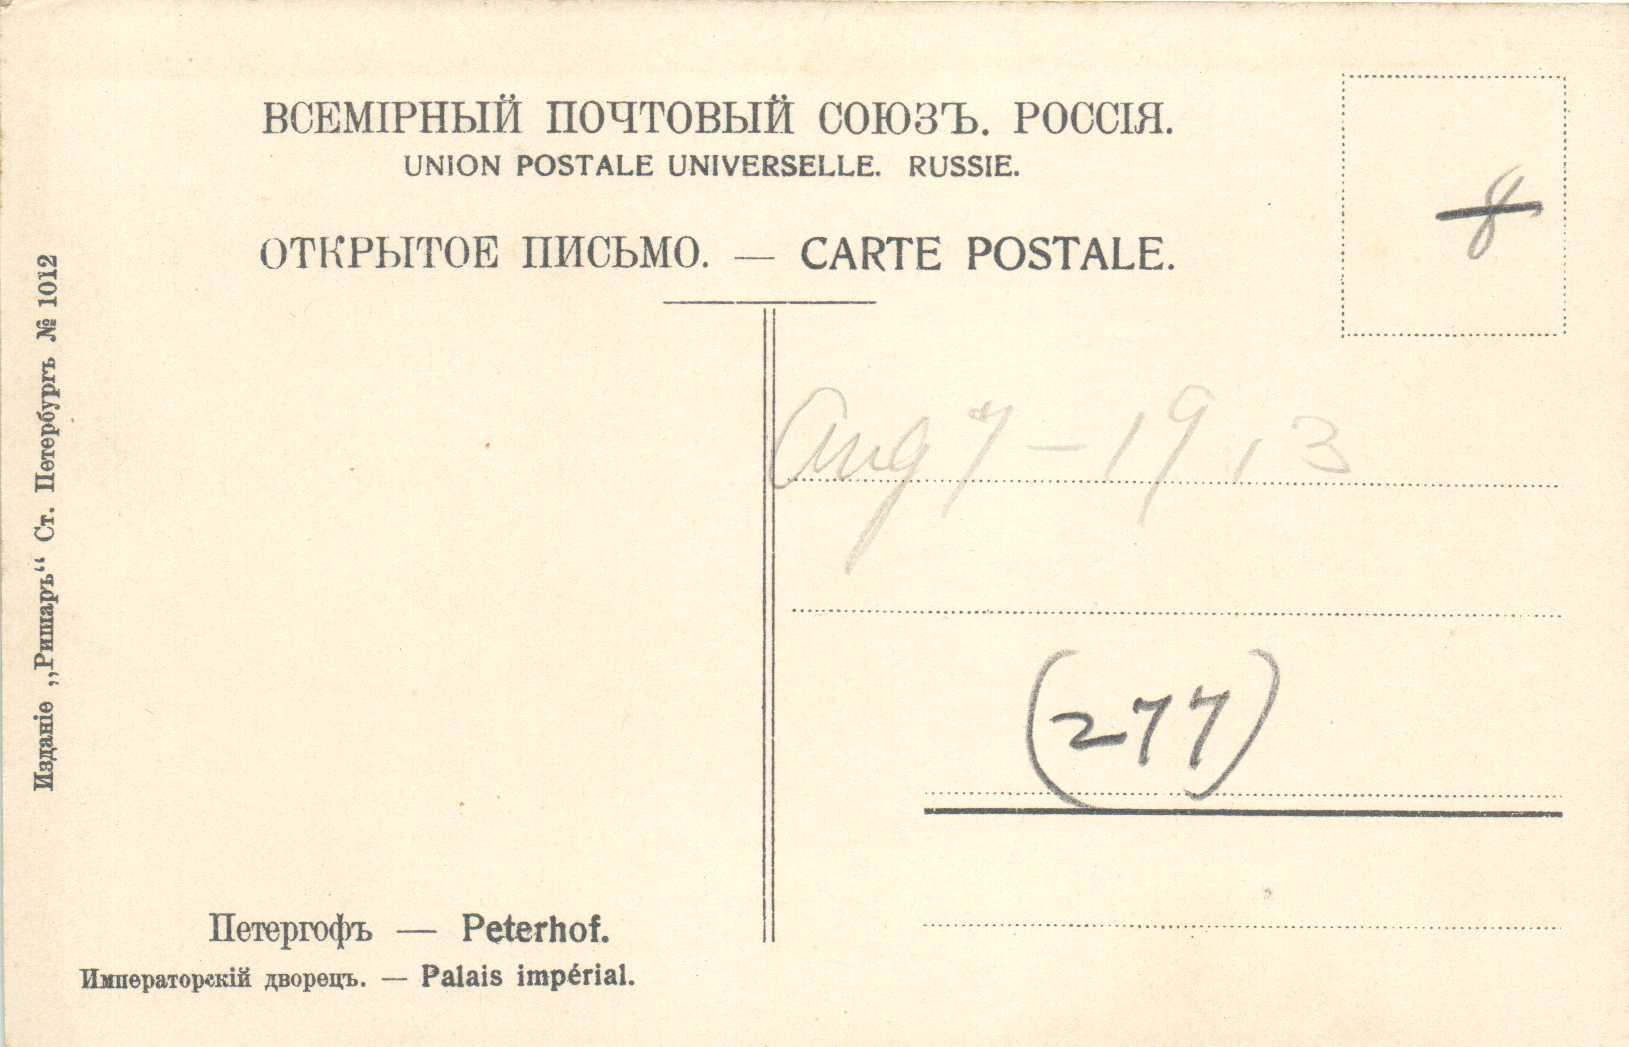 ВСЕМІРНЫЙ ПОЧТОВЫЙ СОЮЗЪ. РОССІЯ.
UNION POSTALE UNIVERSELLE. RUSSIE.
ОТКРЫТОЕ ПИСЬМО. — CARTE POSTALE.
8
Aug 7 - 1913
(277)
Изданіе „Ришаръ“ Ст. Петербургъ № 1012
Петергофъ — Peterhof.
Императорскій дворецъ. — Palais impérial.